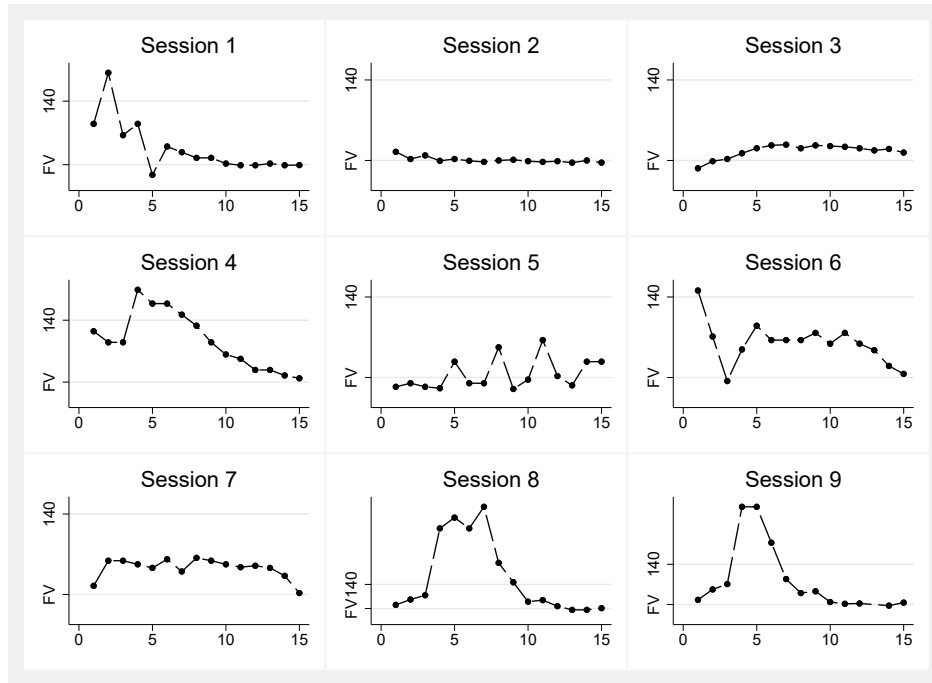 Session 1
140
FV
0 5 10 15
Session 2
140
FV
0 5 10 15
Session 3
140
FV
0 5 10 15
Session 4
140
FV
0 5 10 15
Session 5
140
FV
0 5 10 15
Session 6
140
FV
0 5 10 15
Session 7
140
FV
0 5 10 15
Session 8
140
FV
0 5 10 15
Session 9
140
FV
0 5 10 15